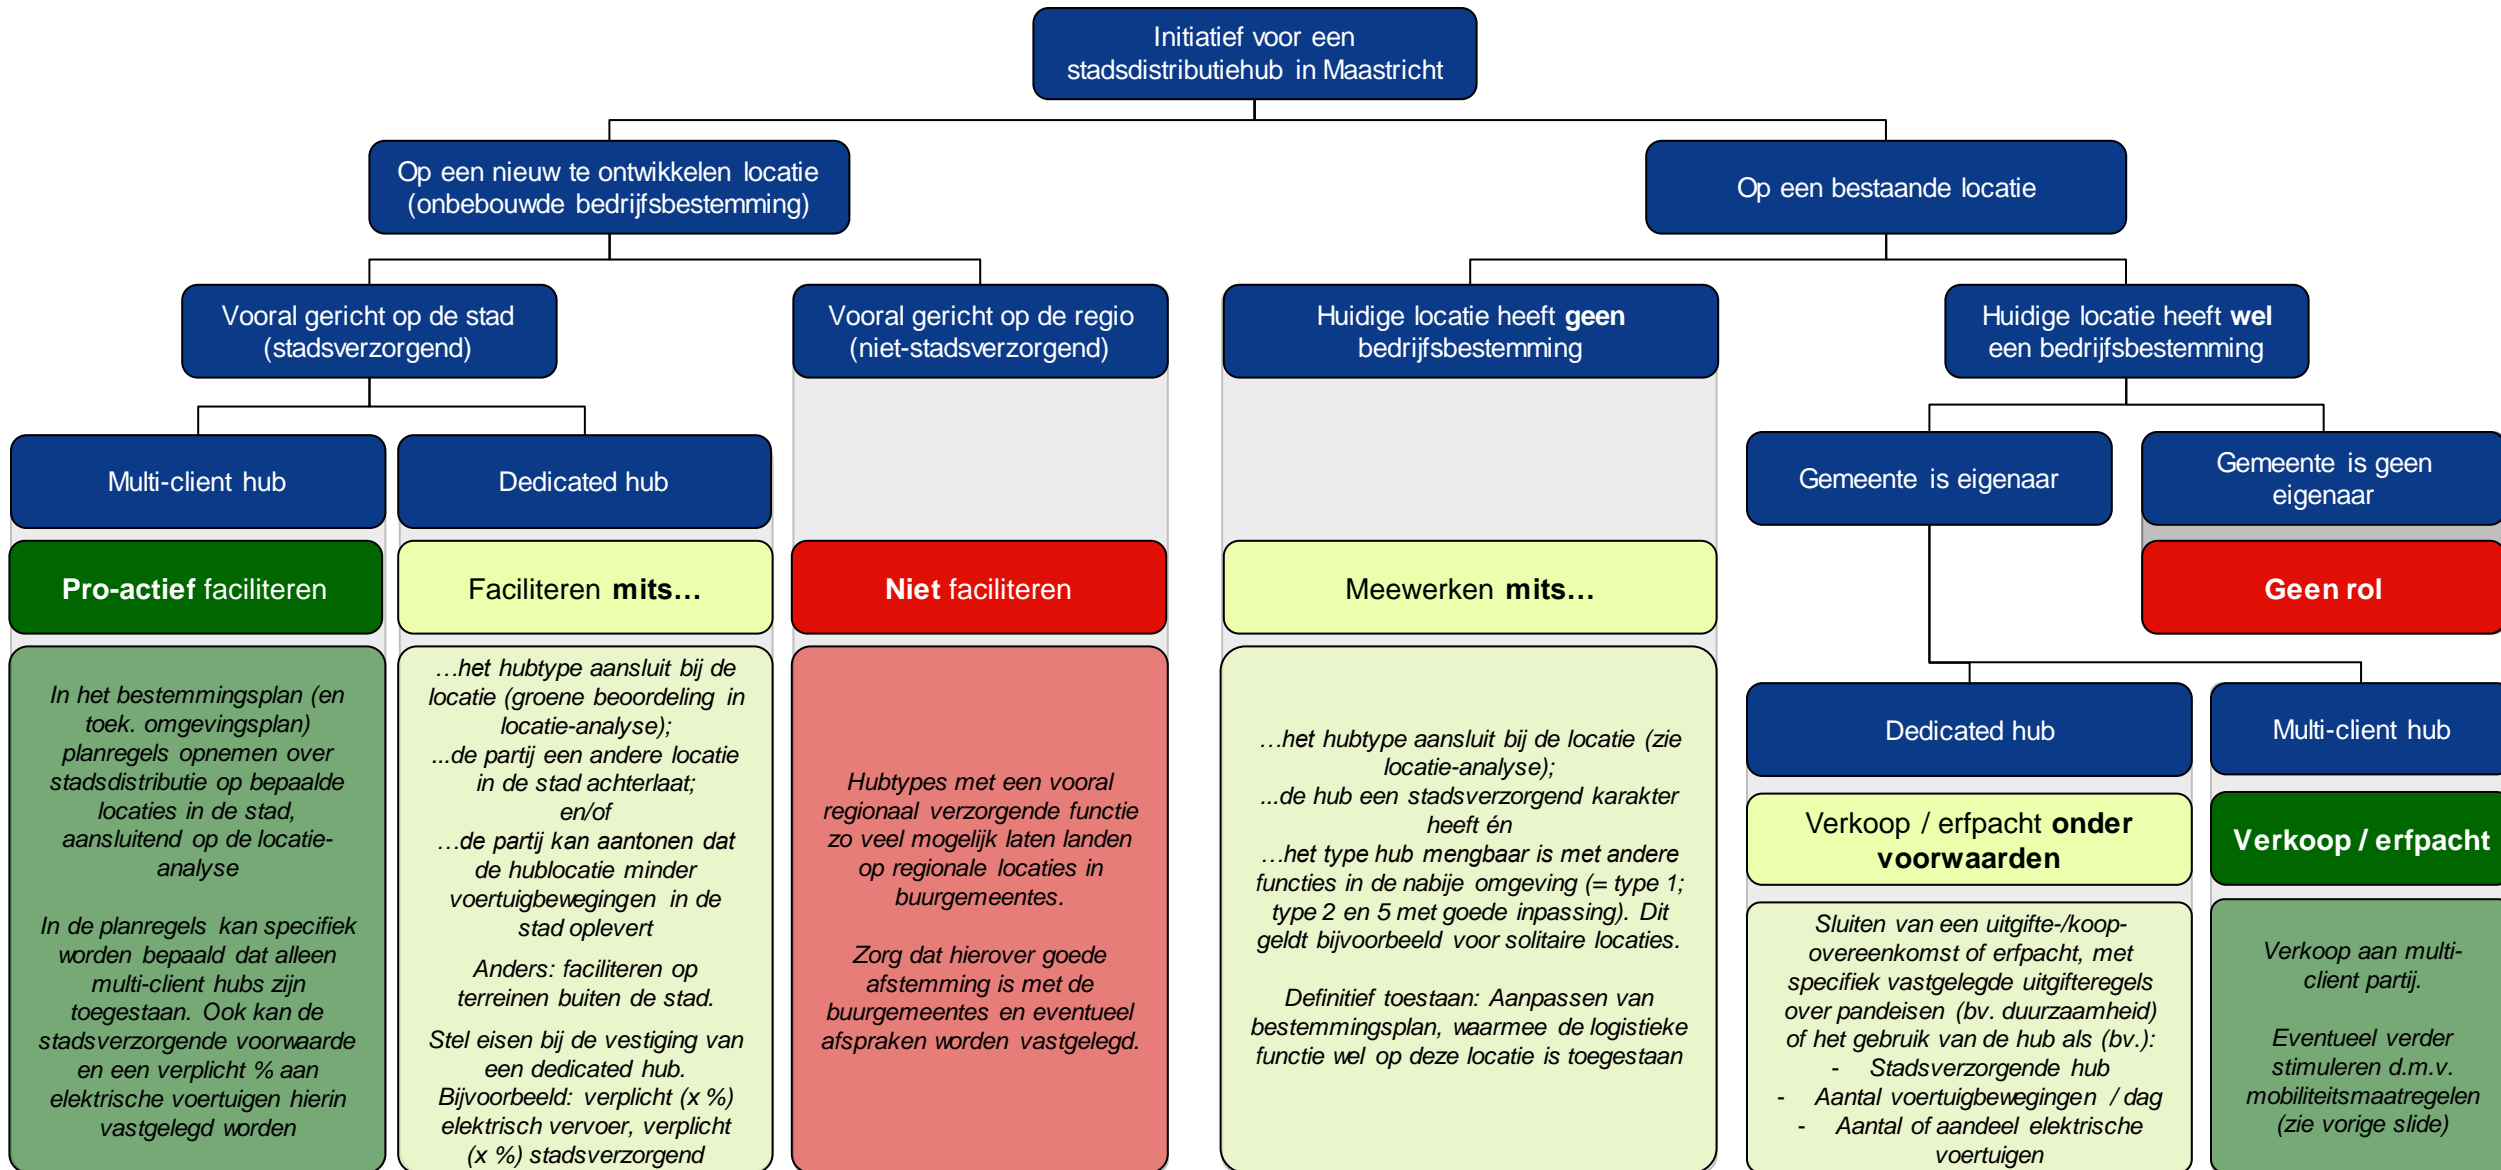 Initiatief voor een
stadsdistributiehub in Maastricht
Op een nieuw te ontwikkelen locatie
(onbebouwde bedrijfsbestemming)
Op een bestaande locatie
Vooral gericht op de stad
(stadsverzorgend)
Vooral gericht op de regio
(niet-stadsverzorgend)
Huidige locatie heeft geen
bedrijfsbestemming
Huidige locatie heeft wel
een bedrijfsbestemming
Multi-client hub
Dedicated hub
Gemeente is eigenaar
Gemeente is geen
eigenaar
Pro-actief faciliteren
Faciliteren mits…
Niet faciliteren
Meewerken mits…
Geen rol
In het bestemmingsplan (en
toek. omgevingsplan)
planregels opnemen over
stadsdistributie op bepaalde
locaties in de stad,
aansluitend op de locatie-
analyse
In de planregels kan specifiek
worden bepaald dat alleen
multi-client hubs zijn
toegestaan. Ook kan de
stadsverzorgende voorwaarde
en een verplicht % aan
elektrische voertuigen hierin
vastgelegd worden
…het hubtype aansluit bij de
locatie (groene beoordeling in
locatie-analyse);
...de partij een andere locatie
in de stad achterlaat;
en/of
…de partij kan aantonen dat
de hublocatie minder
voertuigbewegingen in de
stad oplevert
Anders: faciliteren op
terreinen buiten de stad.
Stel eisen bij de vestiging van
een dedicated hub.
Bijvoorbeeld: verplicht (x %)
elektrisch vervoer, verplicht
(x %) stadsverzorgend
Hubtypes met een vooral
regionaal verzorgende functie
zo veel mogelijk laten landen
op regionale locaties in
buurgemeentes.
Zorg dat hierover goede
afstemming is met de
buurgemeentes en eventueel
afspraken worden vastgelegd.
…het hubtype aansluit bij de locatie (zie
locatie-analyse);
...de hub een stadsverzorgend karakter
heeft én
…het type hub mengbaar is met andere
functies in de nabije omgeving (= type 1;
type 2 en 5 met goede inpassing). Dit
geldt bijvoorbeeld voor solitaire locaties.
Definitief toestaan: Aanpassen van
bestemmingsplan, waarmee de logistieke
functie wel op deze locatie is toegestaan
Dedicated hub
Multi-client hub
Verkoop / erfpacht onder
voorwaarden
Verkoop / erfpacht
Sluiten van een uitgifte-/koop-
overeenkomst of erfpacht, met
specifiek vastgelegde uitgifteregels
over pandeisen (bv. duurzaamheid)
of het gebruik van de hub als (bv.):
- Stadsverzorgende hub
- Aantal voertuigbewegingen / dag
- Aantal of aandeel elektrische
voertuigen
Verkoop aan multi-
client partij.
Eventueel verder
stimuleren d.m.v.
mobiliteitsmaatregelen
(zie vorige slide)